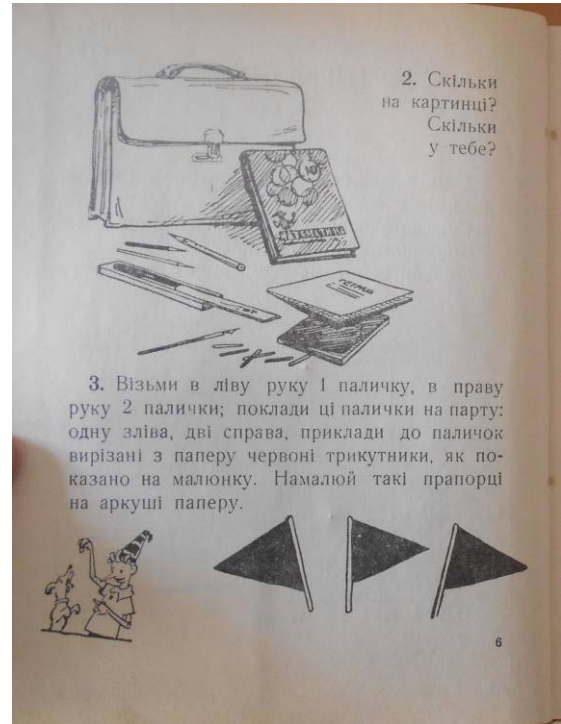 2. Скільки
на картинці?
Скільки
у тебе?
МАТЕМАТИКА
3. Візьми в ліву руку 1 паличку, в праву
руку 2 палички; поклади ці палички на парту:
одну зліва, дві справа, приклади до паличок
вирізані з паперу червоні трикутники, як по-
казано на малюнку. Намалюй такі прапорці
на аркуші паперу.
6